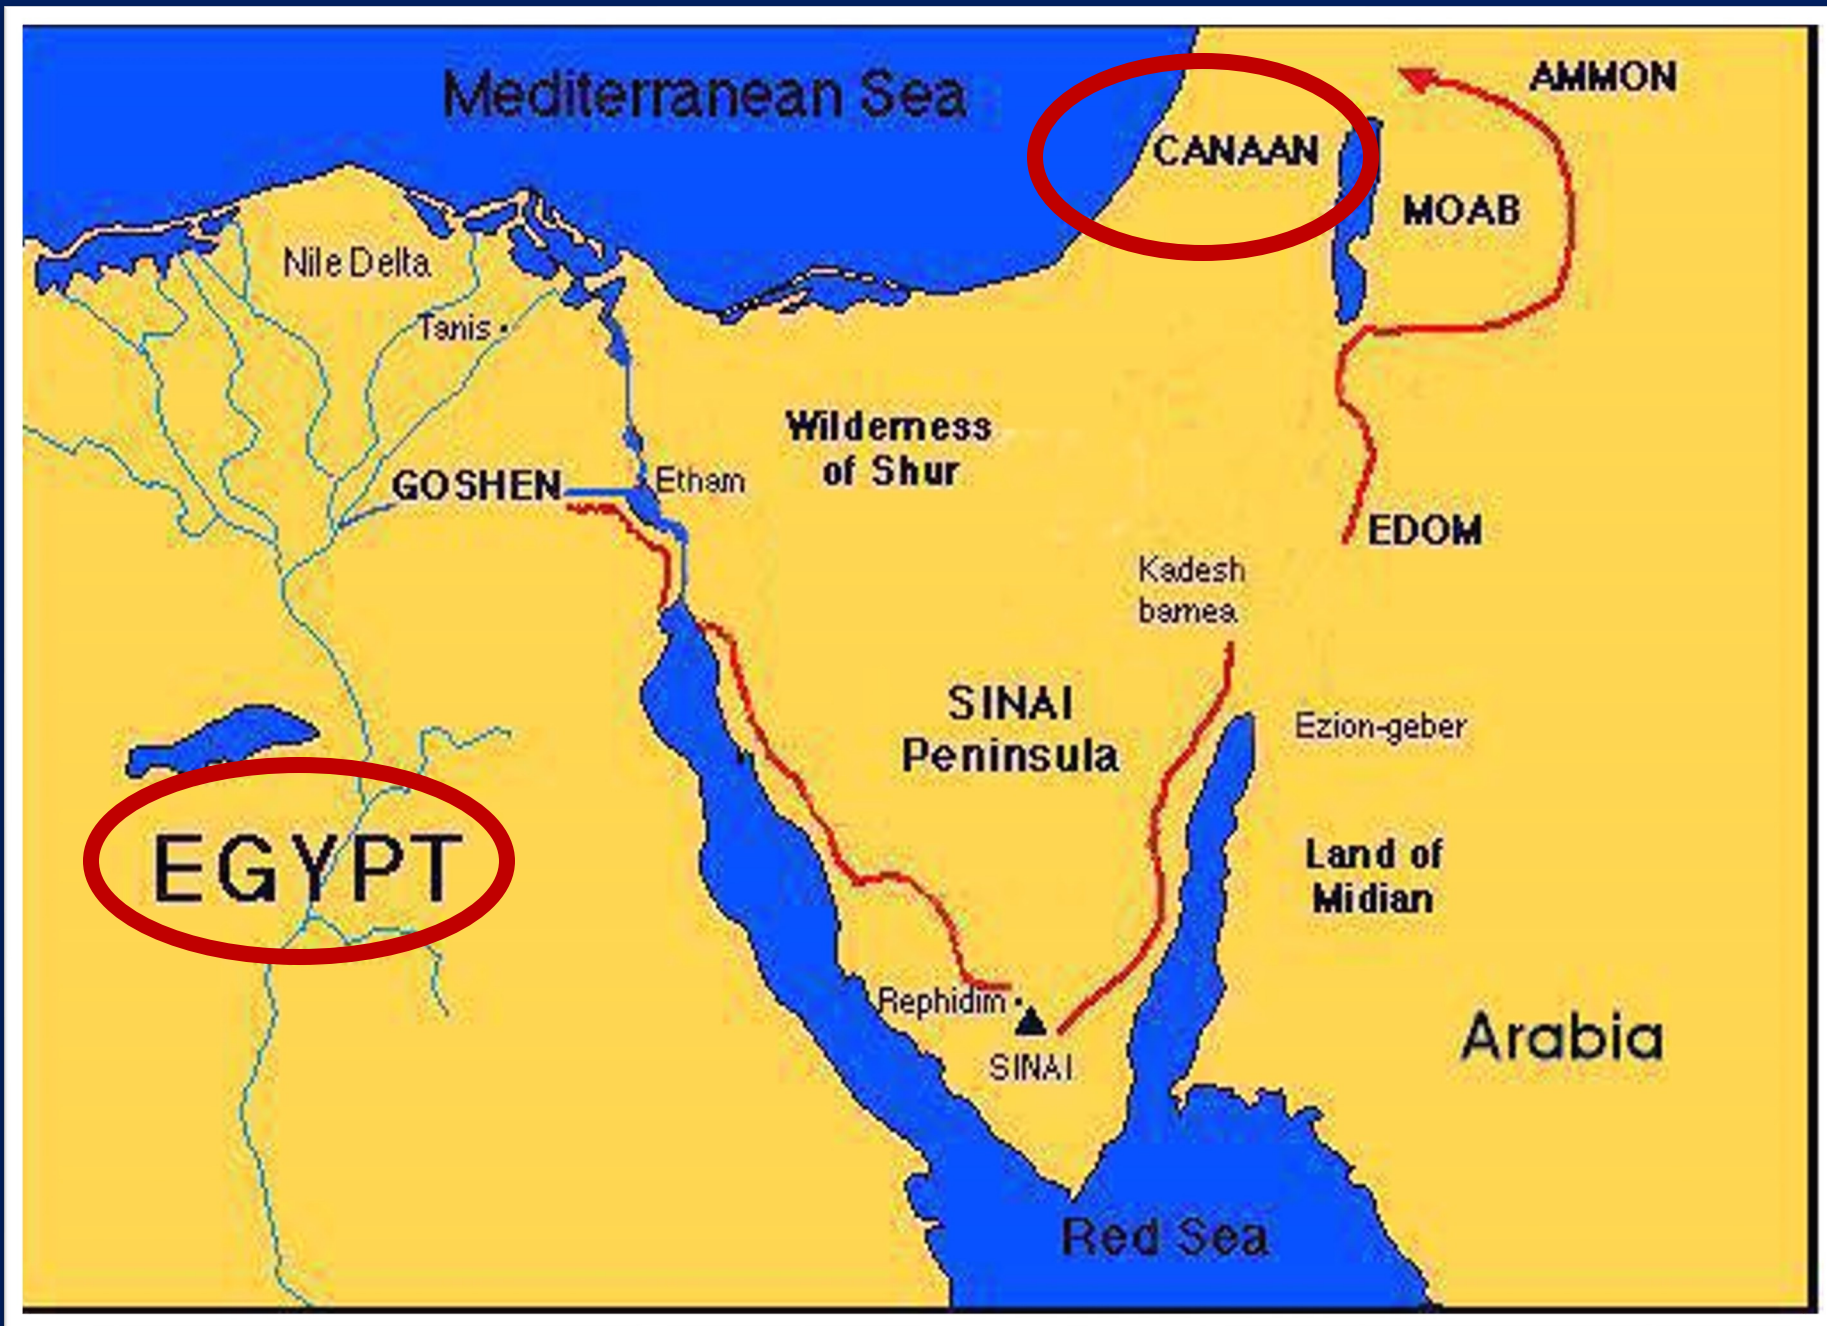 Mediterranean Sea
AMMON
CANAAN
MOAB
Nile Delta
Tanis
Wilderness
of Shur
GOSHEN
Etham
EDOM
Kadesh
barnea
SINAI
Peninsula
Ezion-geber
EGYPT
Land of
Midian
Rephidim
SINAI
Arabia
Red Sea